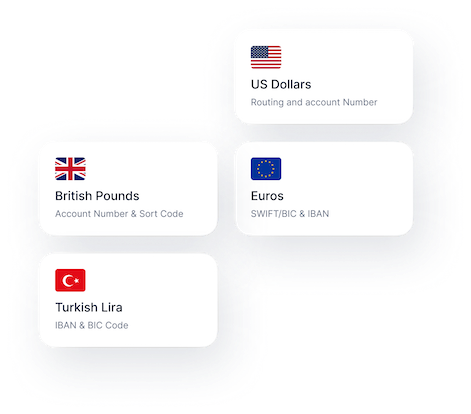 US Dollars
Routing and account Number
British Pounds
Account Number & Sort Code
Euros
SWIFT/BIC & IBAN
Turkish Lira
IBAN & BIC Code